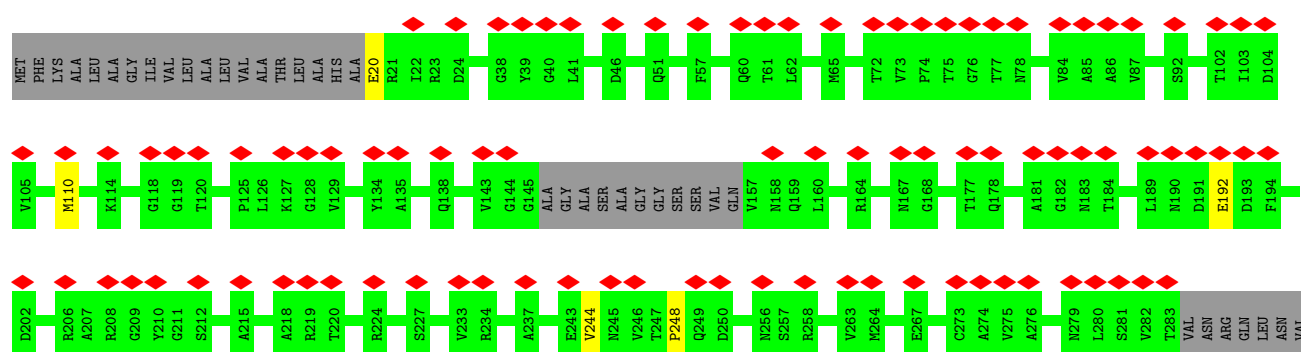 MET PHE LYS ALA LEU ALA GLY ILE VAL LEU ALA LEU VAL ALA THR LEU ALA HIS ALA E20 R21 I22 R23 D24 G38 Y39 G40 L41 D46 Q51 F57 Q60 T61 L62 M65 T72 V73 P74 T75 G76 T77 N78 V84 A85 A86 V87 S92 T102 I103 D104
V105 M110 K114 G118 G119 T120 P125 L126 K127 G128 V129 Y134 A135 Q138 V143 G144 G145 ALA GLY ALA SER ALA GLY GLY SER SER VAL GLN V157 N158 Q159 L160 R164 N167 G168 T177 Q178 A181 G182 N183 T184 L189 N190 D191 E192 D193 F194
D202 R206 A207 R208 G209 Y210 G211 S212 A215 A218 R219 T220 R224 S227 V233 R234 A237 E243 V244 N245 V246 T247 P248 Q249 D250 N256 S257 R258 V263 M264 E267 C273 A274 V275 A276 N279 L280 S281 V282 T283 VAL ASN ARG GLN LEU ASN VAL